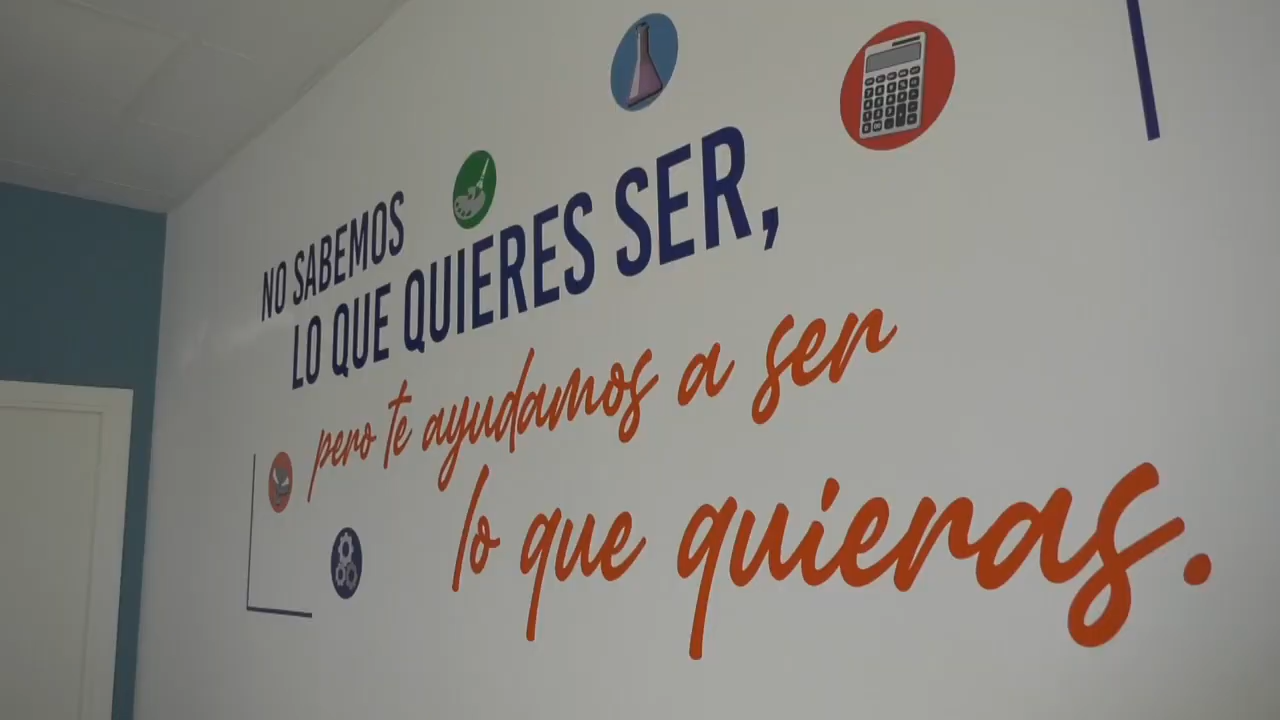 NO SABEMOS
LO QUE QUIERES SER,
pero te ayudamos a ser
lo que quieras.